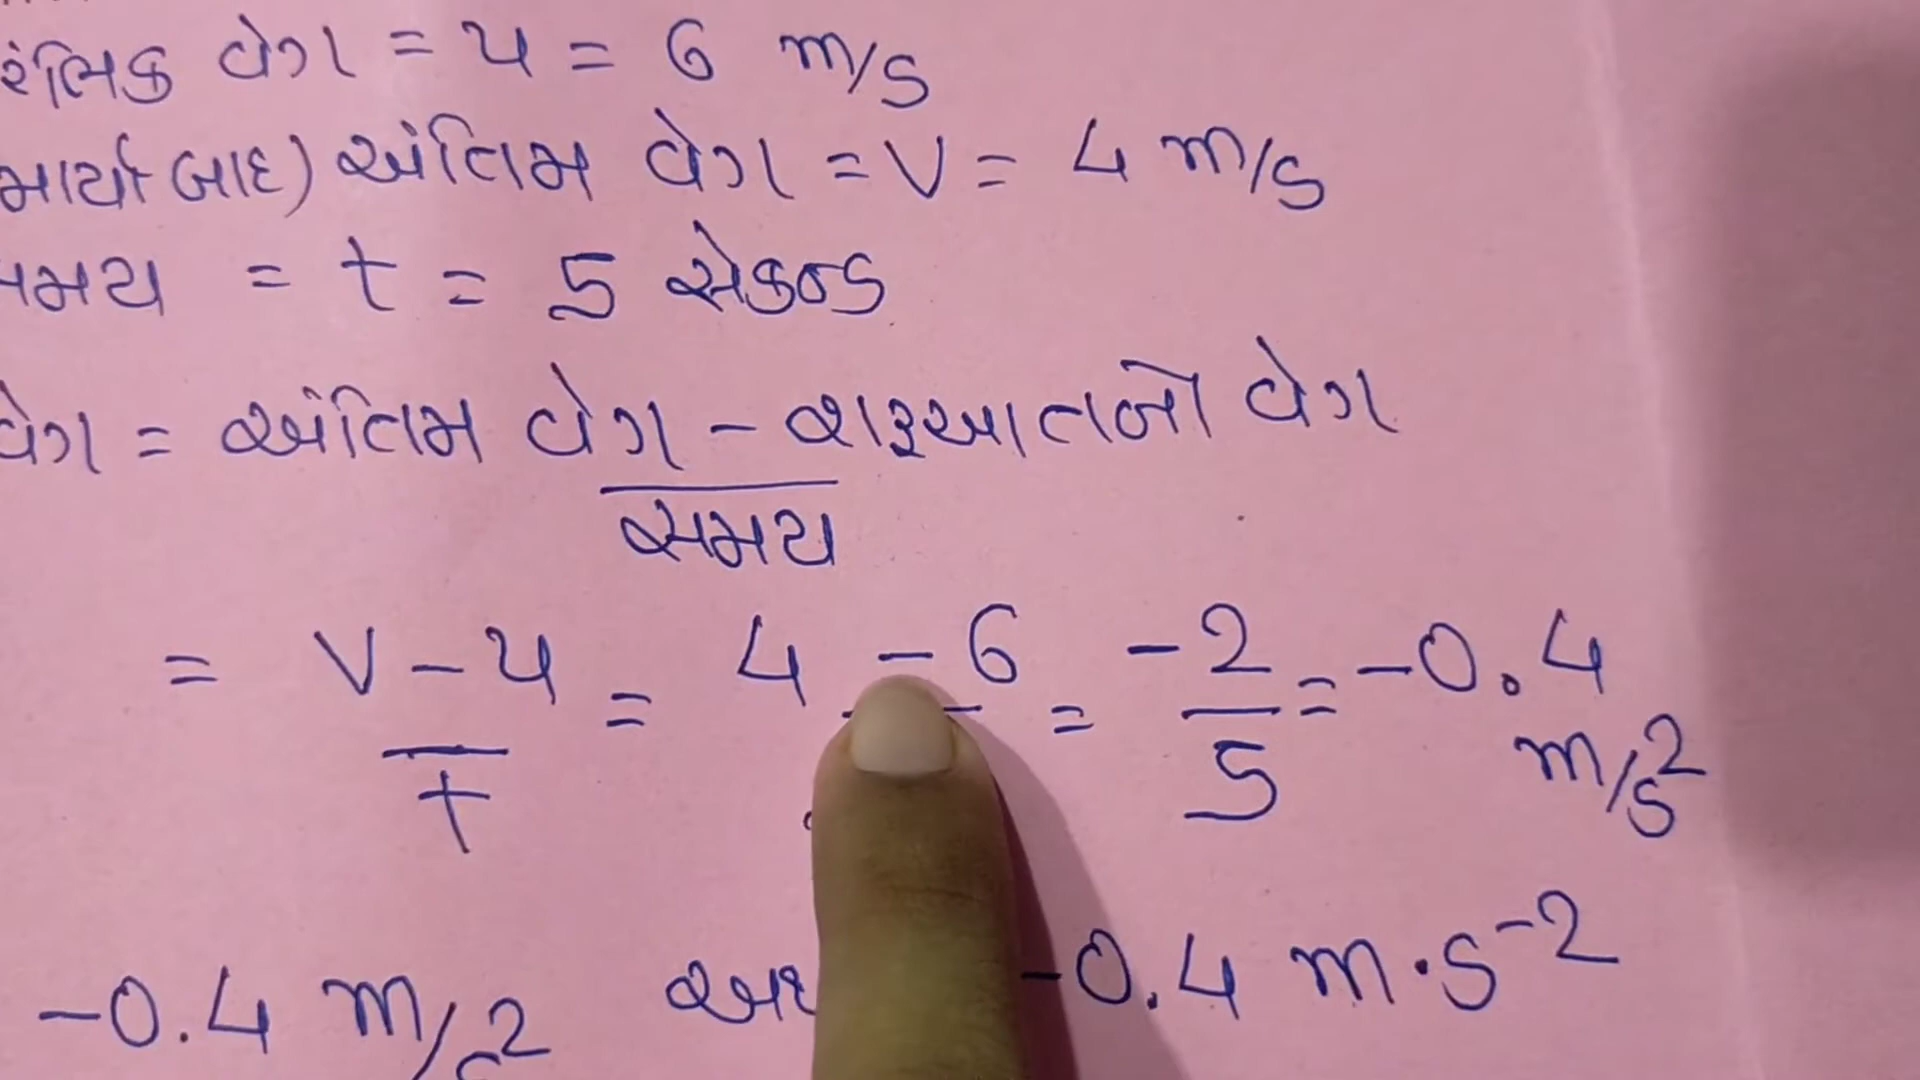 રંભિક વેગ = u = 6 m/s
માર્યા બાદ) અંતિમ વેગ = v = 4 m/s
સમય = t = 5 સેકન્ડ
વેગ = અંતિમ વેગ - શરૂઆતનો વેગ
સમય
= v - u = 4 - 6 = -2 = -0.4
t 5 m/s²
-0.4 m/s² -0.4 m·s⁻²